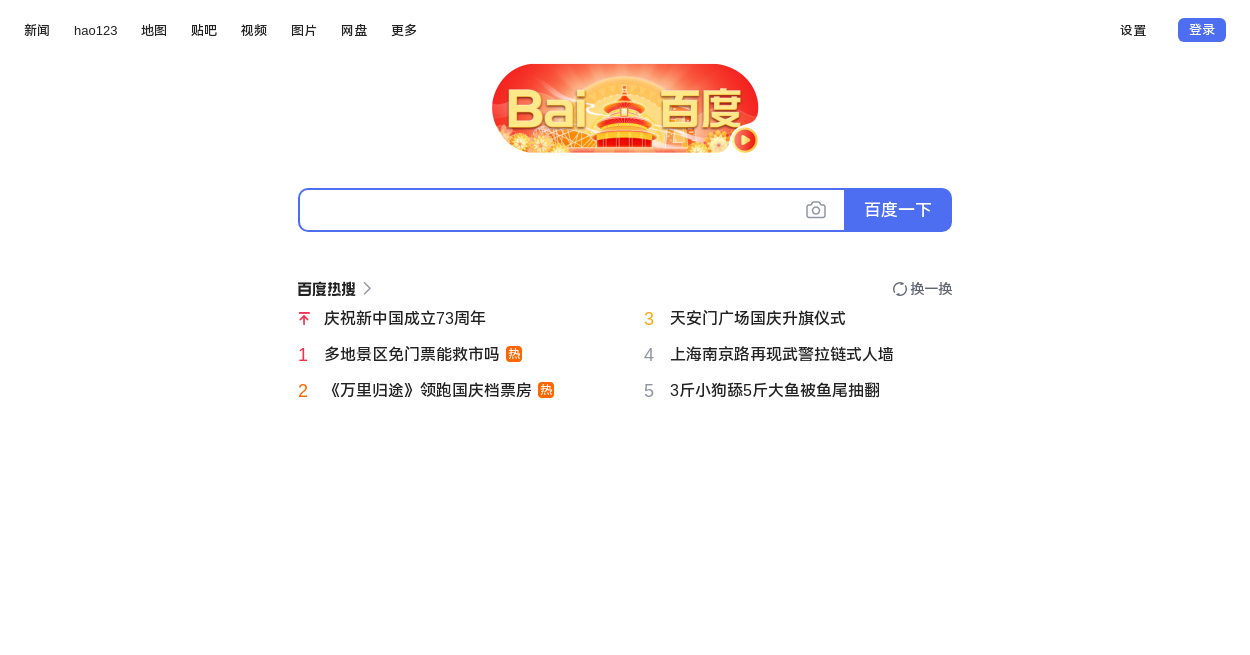 新闻 hao123 地图 贴吧 视频 图片 网盘 更多 设置 登录
Bai 百度
百度一下
百度热搜 换一换
庆祝新中国成立73周年
1 多地景区免门票能救市吗 热
2 《万里归途》领跑国庆档票房 热
3 天安门广场国庆升旗仪式
4 上海南京路再现武警拉链式人墙
5 3斤小狗舔5斤大鱼被鱼尾抽翻